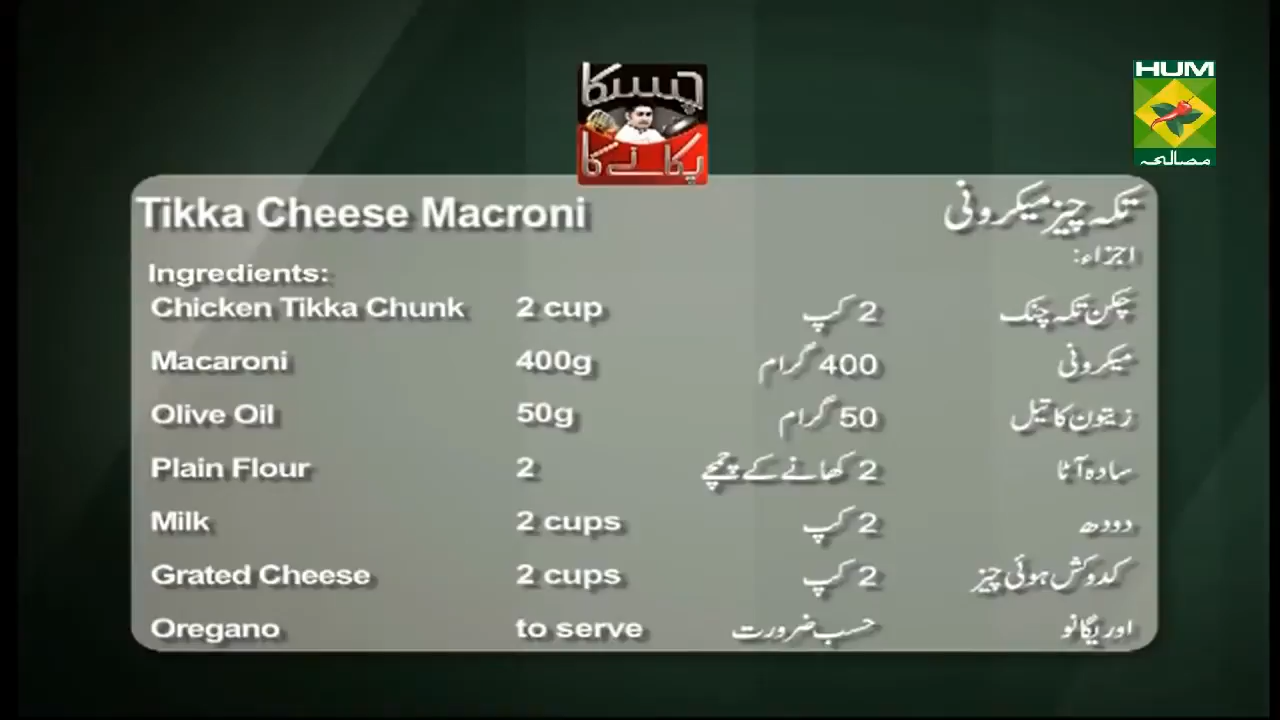 چسکا
پکانے کا
HUM
مصالحہ
Tikka Cheese Macroni تکہ چیز میکرونی
Ingredients: اجزاء:
Chicken Tikka Chunk 2 cup 2 کپ چکن تکہ چنک
Macaroni 400g 400 گرام میکرونی
Olive Oil 50g 50 گرام زیتون کا تیل
Plain Flour 2 2 کھانے کے چمچے سادہ آٹا
Milk 2 cups 2 کپ دودھ
Grated Cheese 2 cups 2 کپ کدوکش ہوئی چیز
Oregano to serve حسب ضرورت اوریگانو